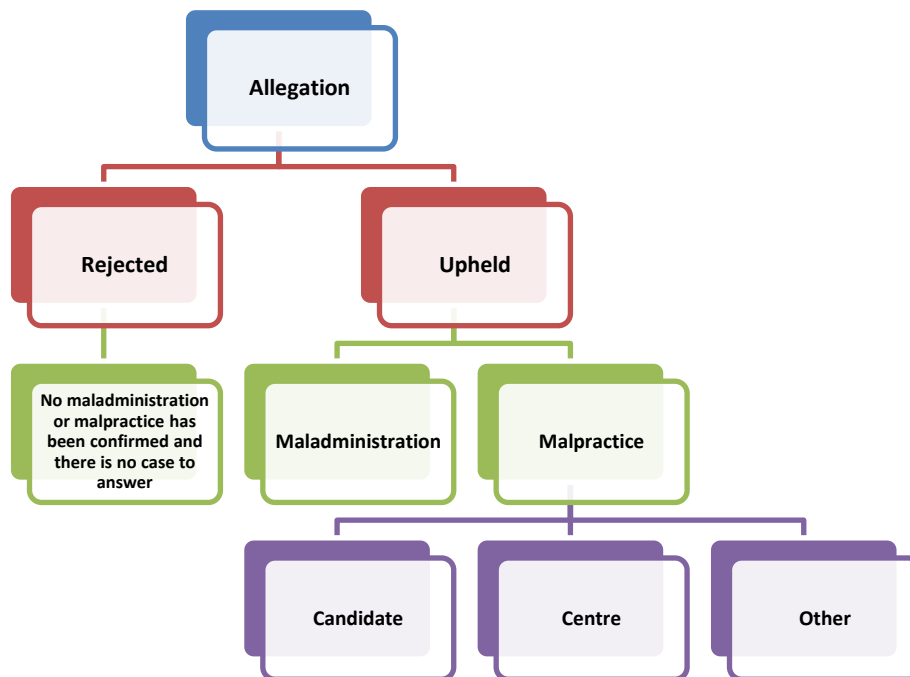 Allegation
Rejected
Upheld
No maladministration
or malpractice has
been confirmed and
there is no case to
answer
Maladministration
Malpractice
Candidate
Centre
Other